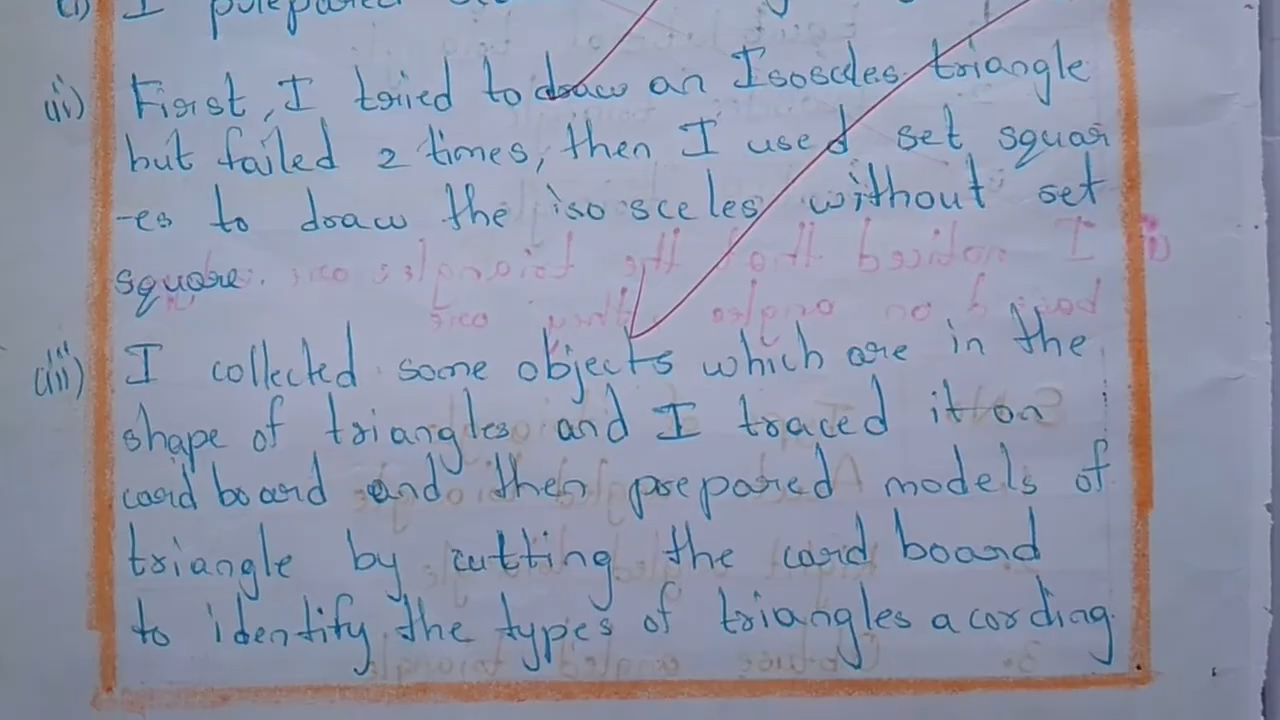 (i) I prepared
(ii) First, I tried to draw an Isosceles triangle
but failed 2 times, then I used set squar
-es to draw the isosceles without set
square.
(iii) I collected some objects which are in the
shape of triangles and I traced it on
card board and then prepared models of
triangle by cutting the card board
to identify the types of triangles acording